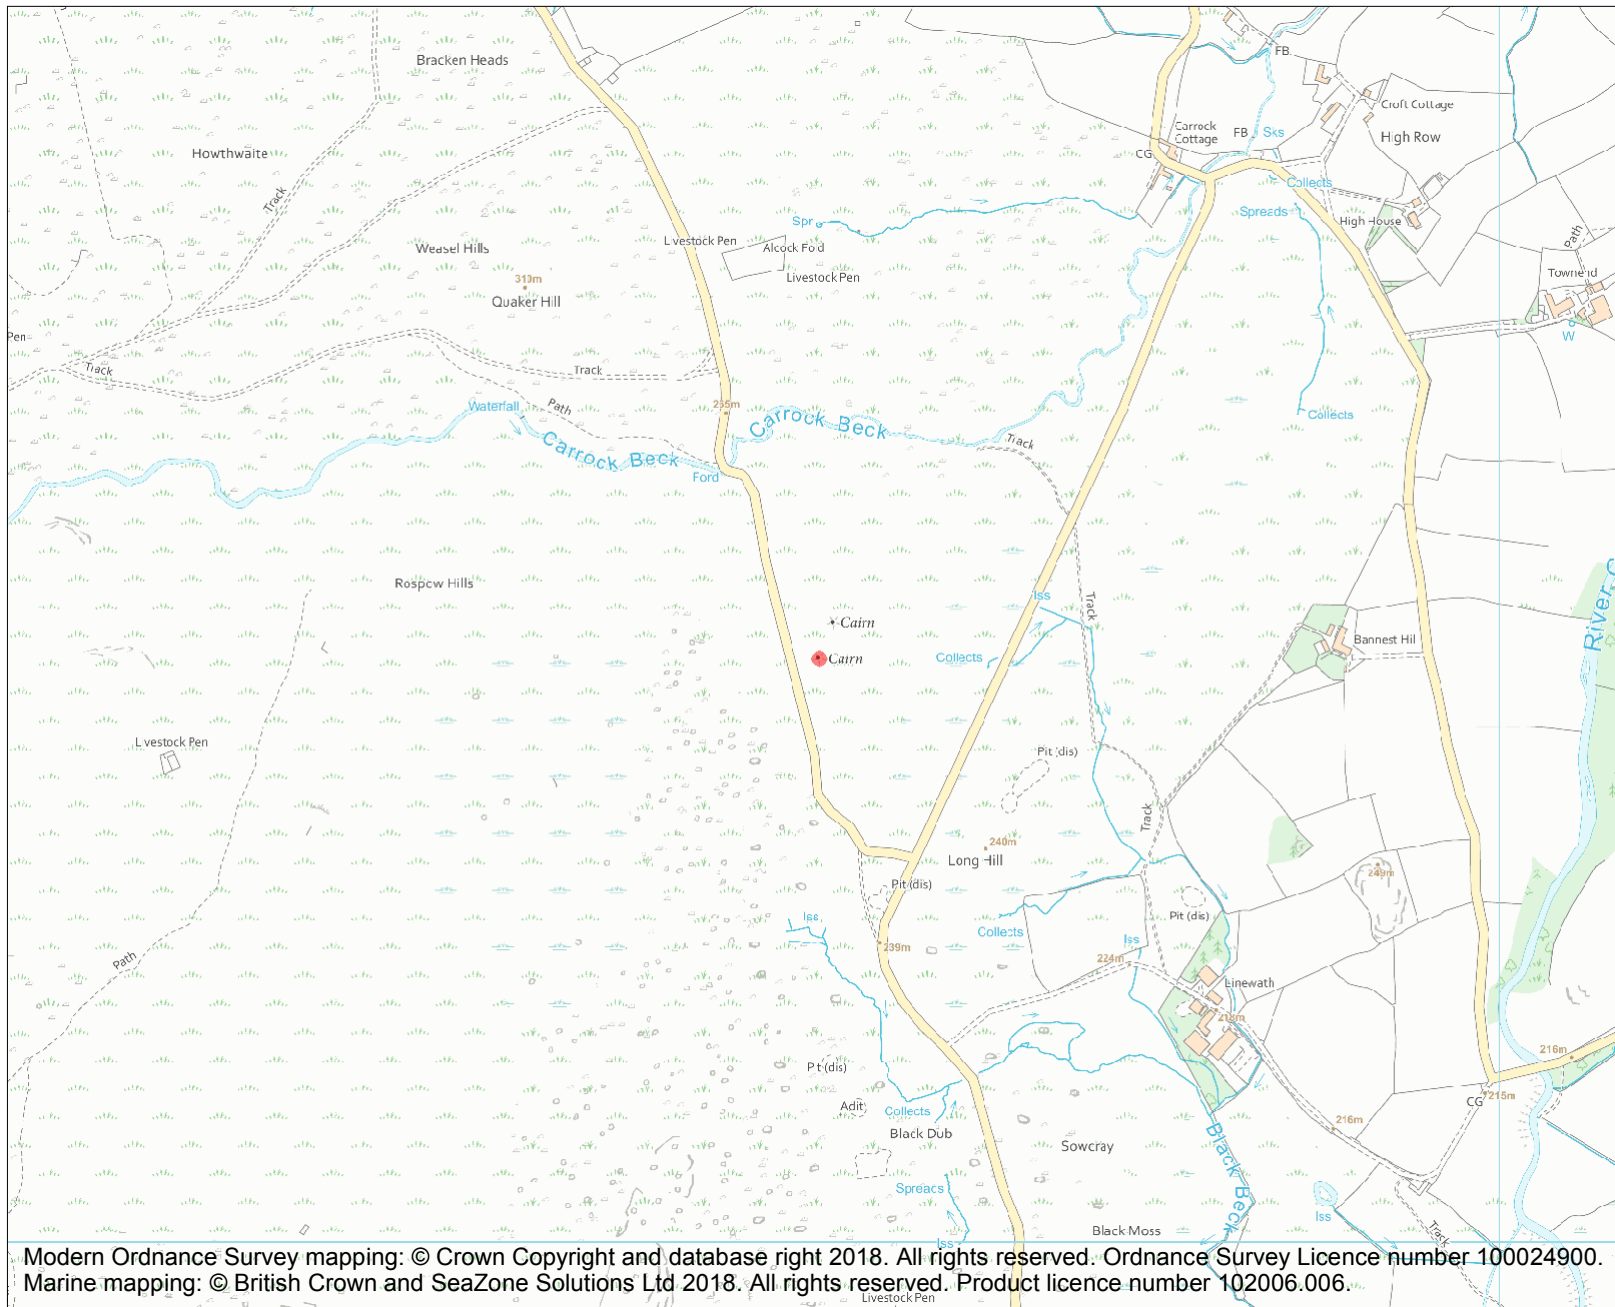 Bracken Heads
FB
Croft Cottage
Carrock
Cottage
FB
Sks
High Row
CG
Howthwaite
Track
Collects
Spreads
High House
Spr
Path
Weasel Hills
Livestock Pen
Alcock Fold
Livestock Pen
Townend
313m
Quaker Hill
Pen
W
Track
Track
Waterfall
Path
255m
Carrock Beck
Collects
Carrock Beck
Track
Ford
Rospow Hills
Iss
Track
River
Cairn
Bannest Hill
Cairn
Collects
Livestock Pen
Pit (dis)
Track
240m
Long Hill
249m
Pit (dis)
Pit (dis)
Iss
Collects
Iss
239m
224m
Path
Linewath
218m
216m
Pit (dis)
CG
215m
Adit
Collects
216m
Black Dub
Sowcray
Black Beck
Spreads
Iss
Black Moss
Track
Iss
Modern Ordnance Survey mapping: © Crown Copyright and database right 2018. All rights reserved. Ordnance Survey Licence number 100024900.
Marine mapping: © British Crown and SeaZone Solutions Ltd 2018. All rights reserved. Product licence number 102006.006.
Livestock Pen